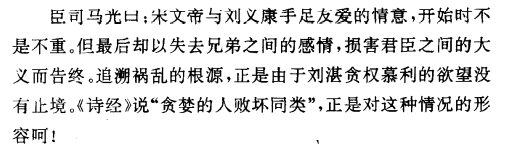 臣司马光曰;宋文帝与刘义康手足友爱的情意,开始时不
是不重。但最后却以失去兄弟之间的感情,损害君臣之间的大
义而告终。追溯祸乱的根源,正是由于刘湛贪权慕利的欲望没
有止境。《诗经》说“贪婪的人败坏同类”,正是对这种情况的形
容呵!